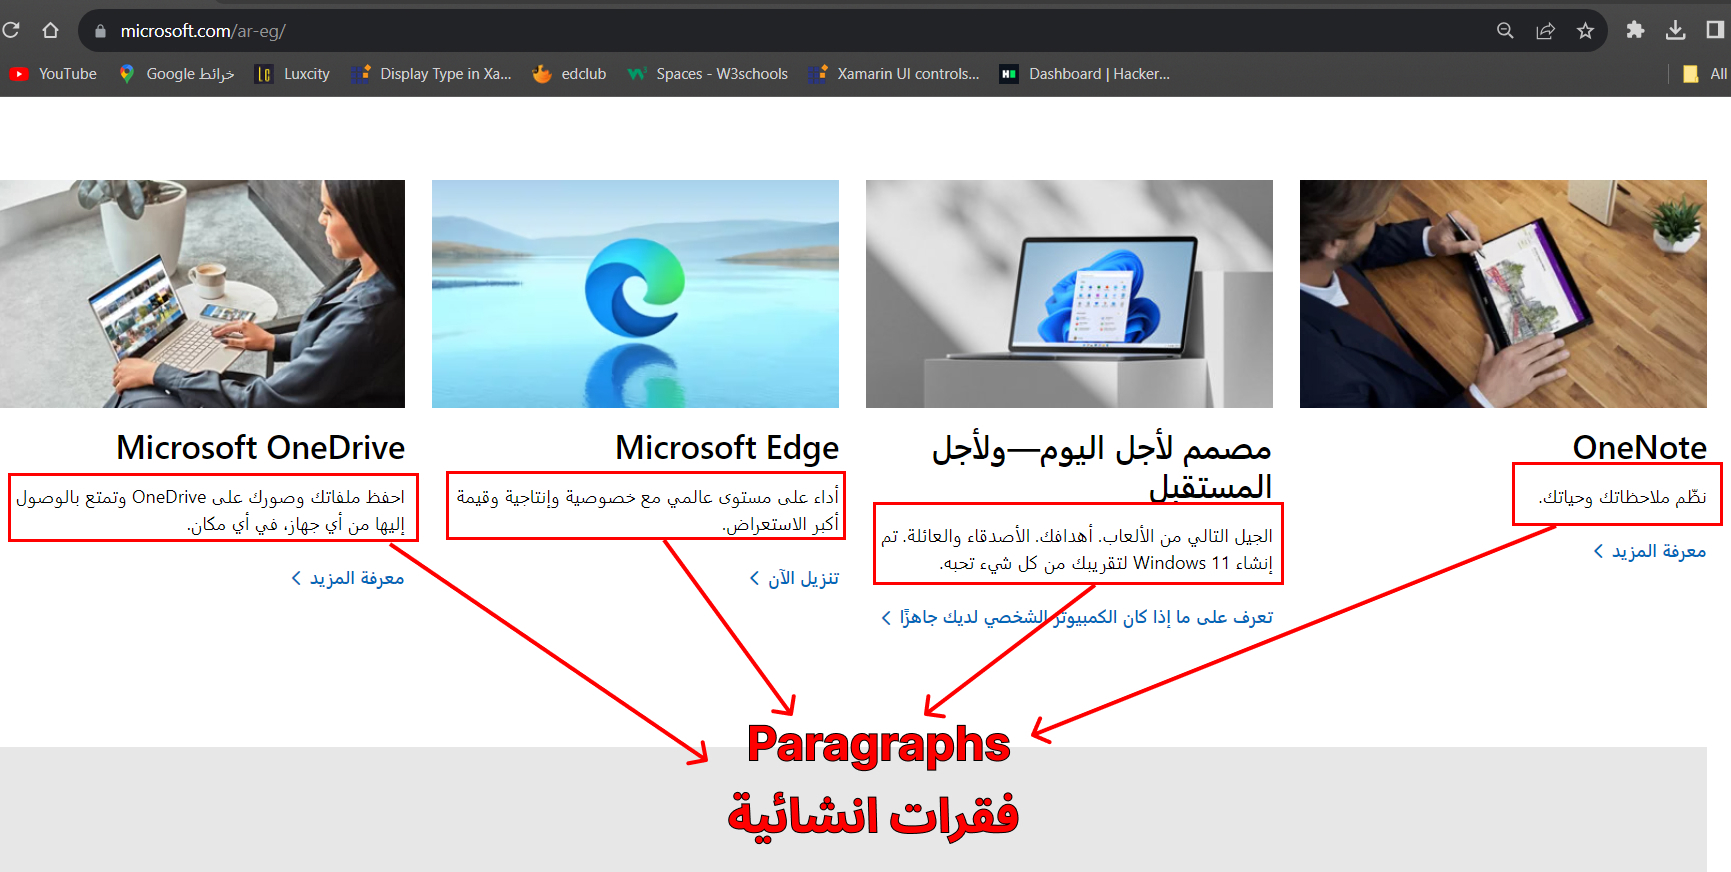 microsoft.com/ar-eg/
YouTube
Google خرائط
Luxcity
Display Type in Xa...
edclub
Spaces - W3schools
Xamarin UI controls...
Dashboard | Hacker...
All
OneNote
نظّم ملاحظاتك وحياتك.
معرفة المزيد
مصمم لأجل اليوم—ولأجل
المستقبل
الجيل التالي من الألعاب. أهدافك. الأصدقاء والعائلة. تم
إنشاء Windows 11 لتقريبك من كل شيء تحبه.
تعرف على ما إذا كان الكمبيوتر الشخصي لديك جاهزًا
Microsoft Edge
أداء على مستوى عالمي مع خصوصية وإنتاجية وقيمة
أكبر الاستعراض.
تنزيل الآن
Microsoft OneDrive
احفظ ملفاتك وصورك على OneDrive وتمتع بالوصول
إليها من أي جهاز، في أي مكان.
معرفة المزيد
Paragraphs
فقرات انشائية